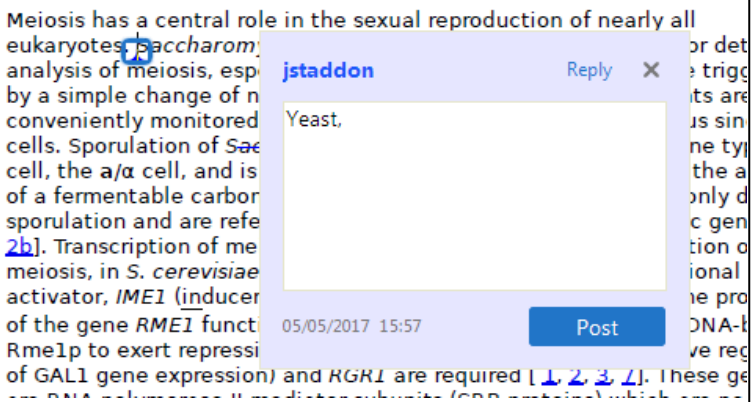 Meiosis has a central role in the sexual reproduction of nearly all
eukaryotes. Saccharomy or det
analysis of meiosis, esp e trigg
by a simple change of n ts are
conveniently monitored us sin
cells. Sporulation of Sac ne typ
cell, the a/α cell, and is the a
of a fermentable carbon only d
sporulation and are refe c gen
2b]. Transcription of me tion o
meiosis, in S. cerevisiae ional
activator, IME1 (inducer e pro
of the gene RME1 functi DNA-b
Rme1p to exert repressi ve reg
of GAL1 gene expression) and RGR1 are required [ 1, 2, 3, 7]. These ge
jstaddon Reply
Yeast,
05/05/2017 15:57 Post